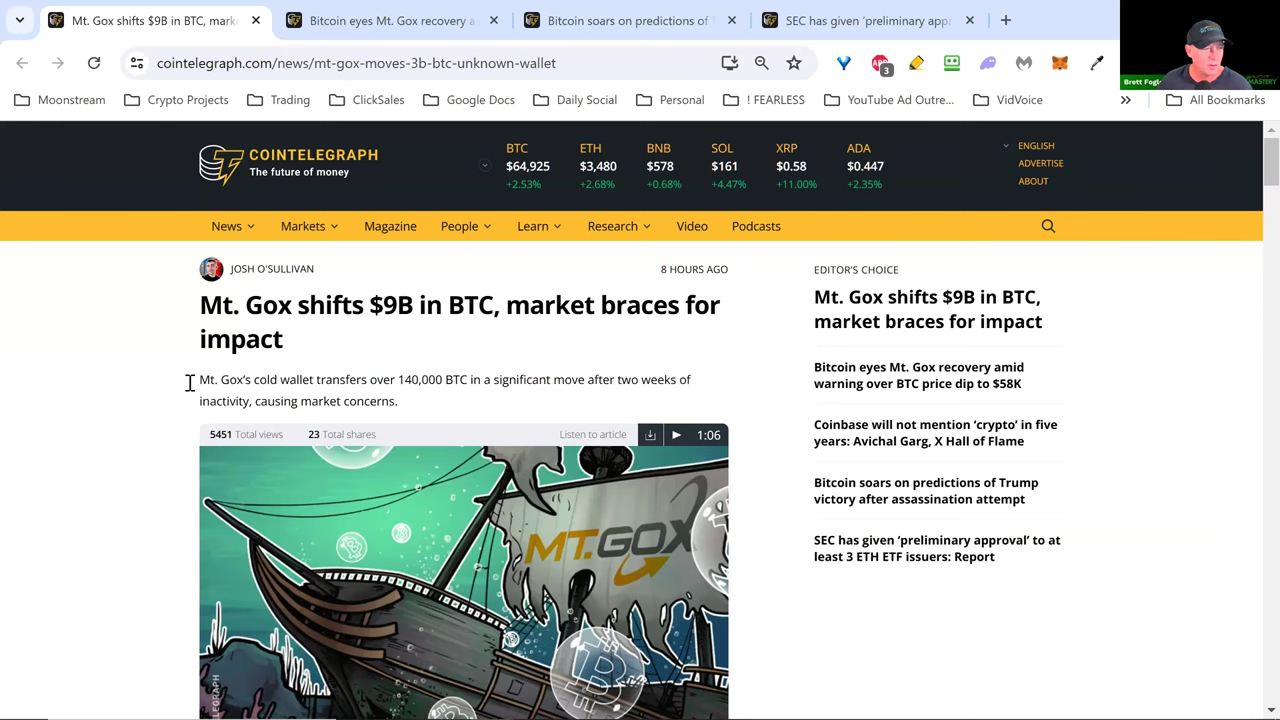 Mt. Gox shifts $9B in BTC, marke
Bitcoin eyes Mt. Gox recovery a
Bitcoin soars on predictions of
SEC has given 'preliminary appr
cointelegraph.com/news/mt-gox-moves-3b-btc-unknown-wallet
3
Brett Fogle
MASTERY
Moonstream
Crypto Projects
Trading
ClickSales
Google Docs
Daily Social
Personal
! FEARLESS
YouTube Ad Outre...
VidVoice
All Bookmarks
COINTELEGRAPH
The future of money
BTC ETH BNB SOL XRP ADA
$64,925 $3,480 $578 $161 $0.58 $0.447
+2.53% +2.68% +0.68% +4.47% +11.00% +2.35%
ENGLISH
ADVERTISE
ABOUT
News Markets Magazine People Learn Research Video Podcasts
JOSH O'SULLIVAN
8 HOURS AGO
Mt. Gox shifts $9B in BTC, market braces for
impact
Mt. Gox's cold wallet transfers over 140,000 BTC in a significant move after two weeks of
inactivity, causing market concerns.
5451 Total views 23 Total shares Listen to article 1:06
MT.GOX
COINTELEGRAPH
EDITOR'S CHOICE
Mt. Gox shifts $9B in BTC,
market braces for impact
Bitcoin eyes Mt. Gox recovery amid
warning over BTC price dip to $58K
Coinbase will not mention 'crypto' in five
years: Avichal Garg, X Hall of Flame
Bitcoin soars on predictions of Trump
victory after assassination attempt
SEC has given 'preliminary approval' to at
least 3 ETH ETF issuers: Report